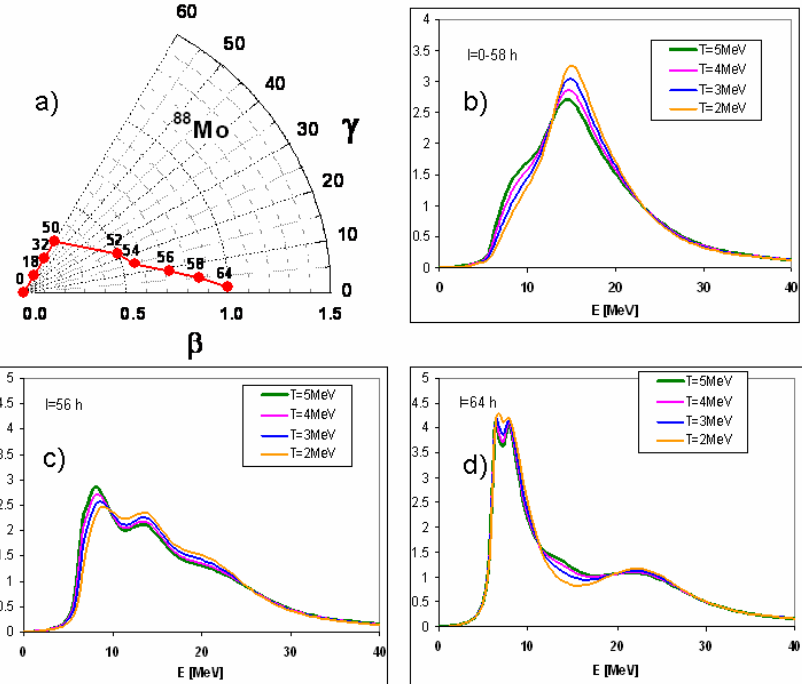 a)
88Mo
60
50
40
30
20
10
0
γ
0
18
32
50
52
54
56
58
64
0.0
0.5
1.0
1.5
β
b)
I=0-58 h
T=5MeV
T=4MeV
T=3MeV
T=2MeV
4
3.5
3
2.5
2
1.5
1
0.5
0
0 10 20 30 40
E [MeV]
c)
I=56 h
T=5MeV
T=4MeV
T=3MeV
T=2MeV
5
4.5
4
3.5
3
2.5
2
1.5
1
0.5
0
0 10 20 30 40
E [MeV]
d)
I=64 h
T=5MeV
T=4MeV
T=3MeV
T=2MeV
5
4.5
4
3.5
3
2.5
2
1.5
1
0.5
0
0 10 20 30 40
E [MeV]